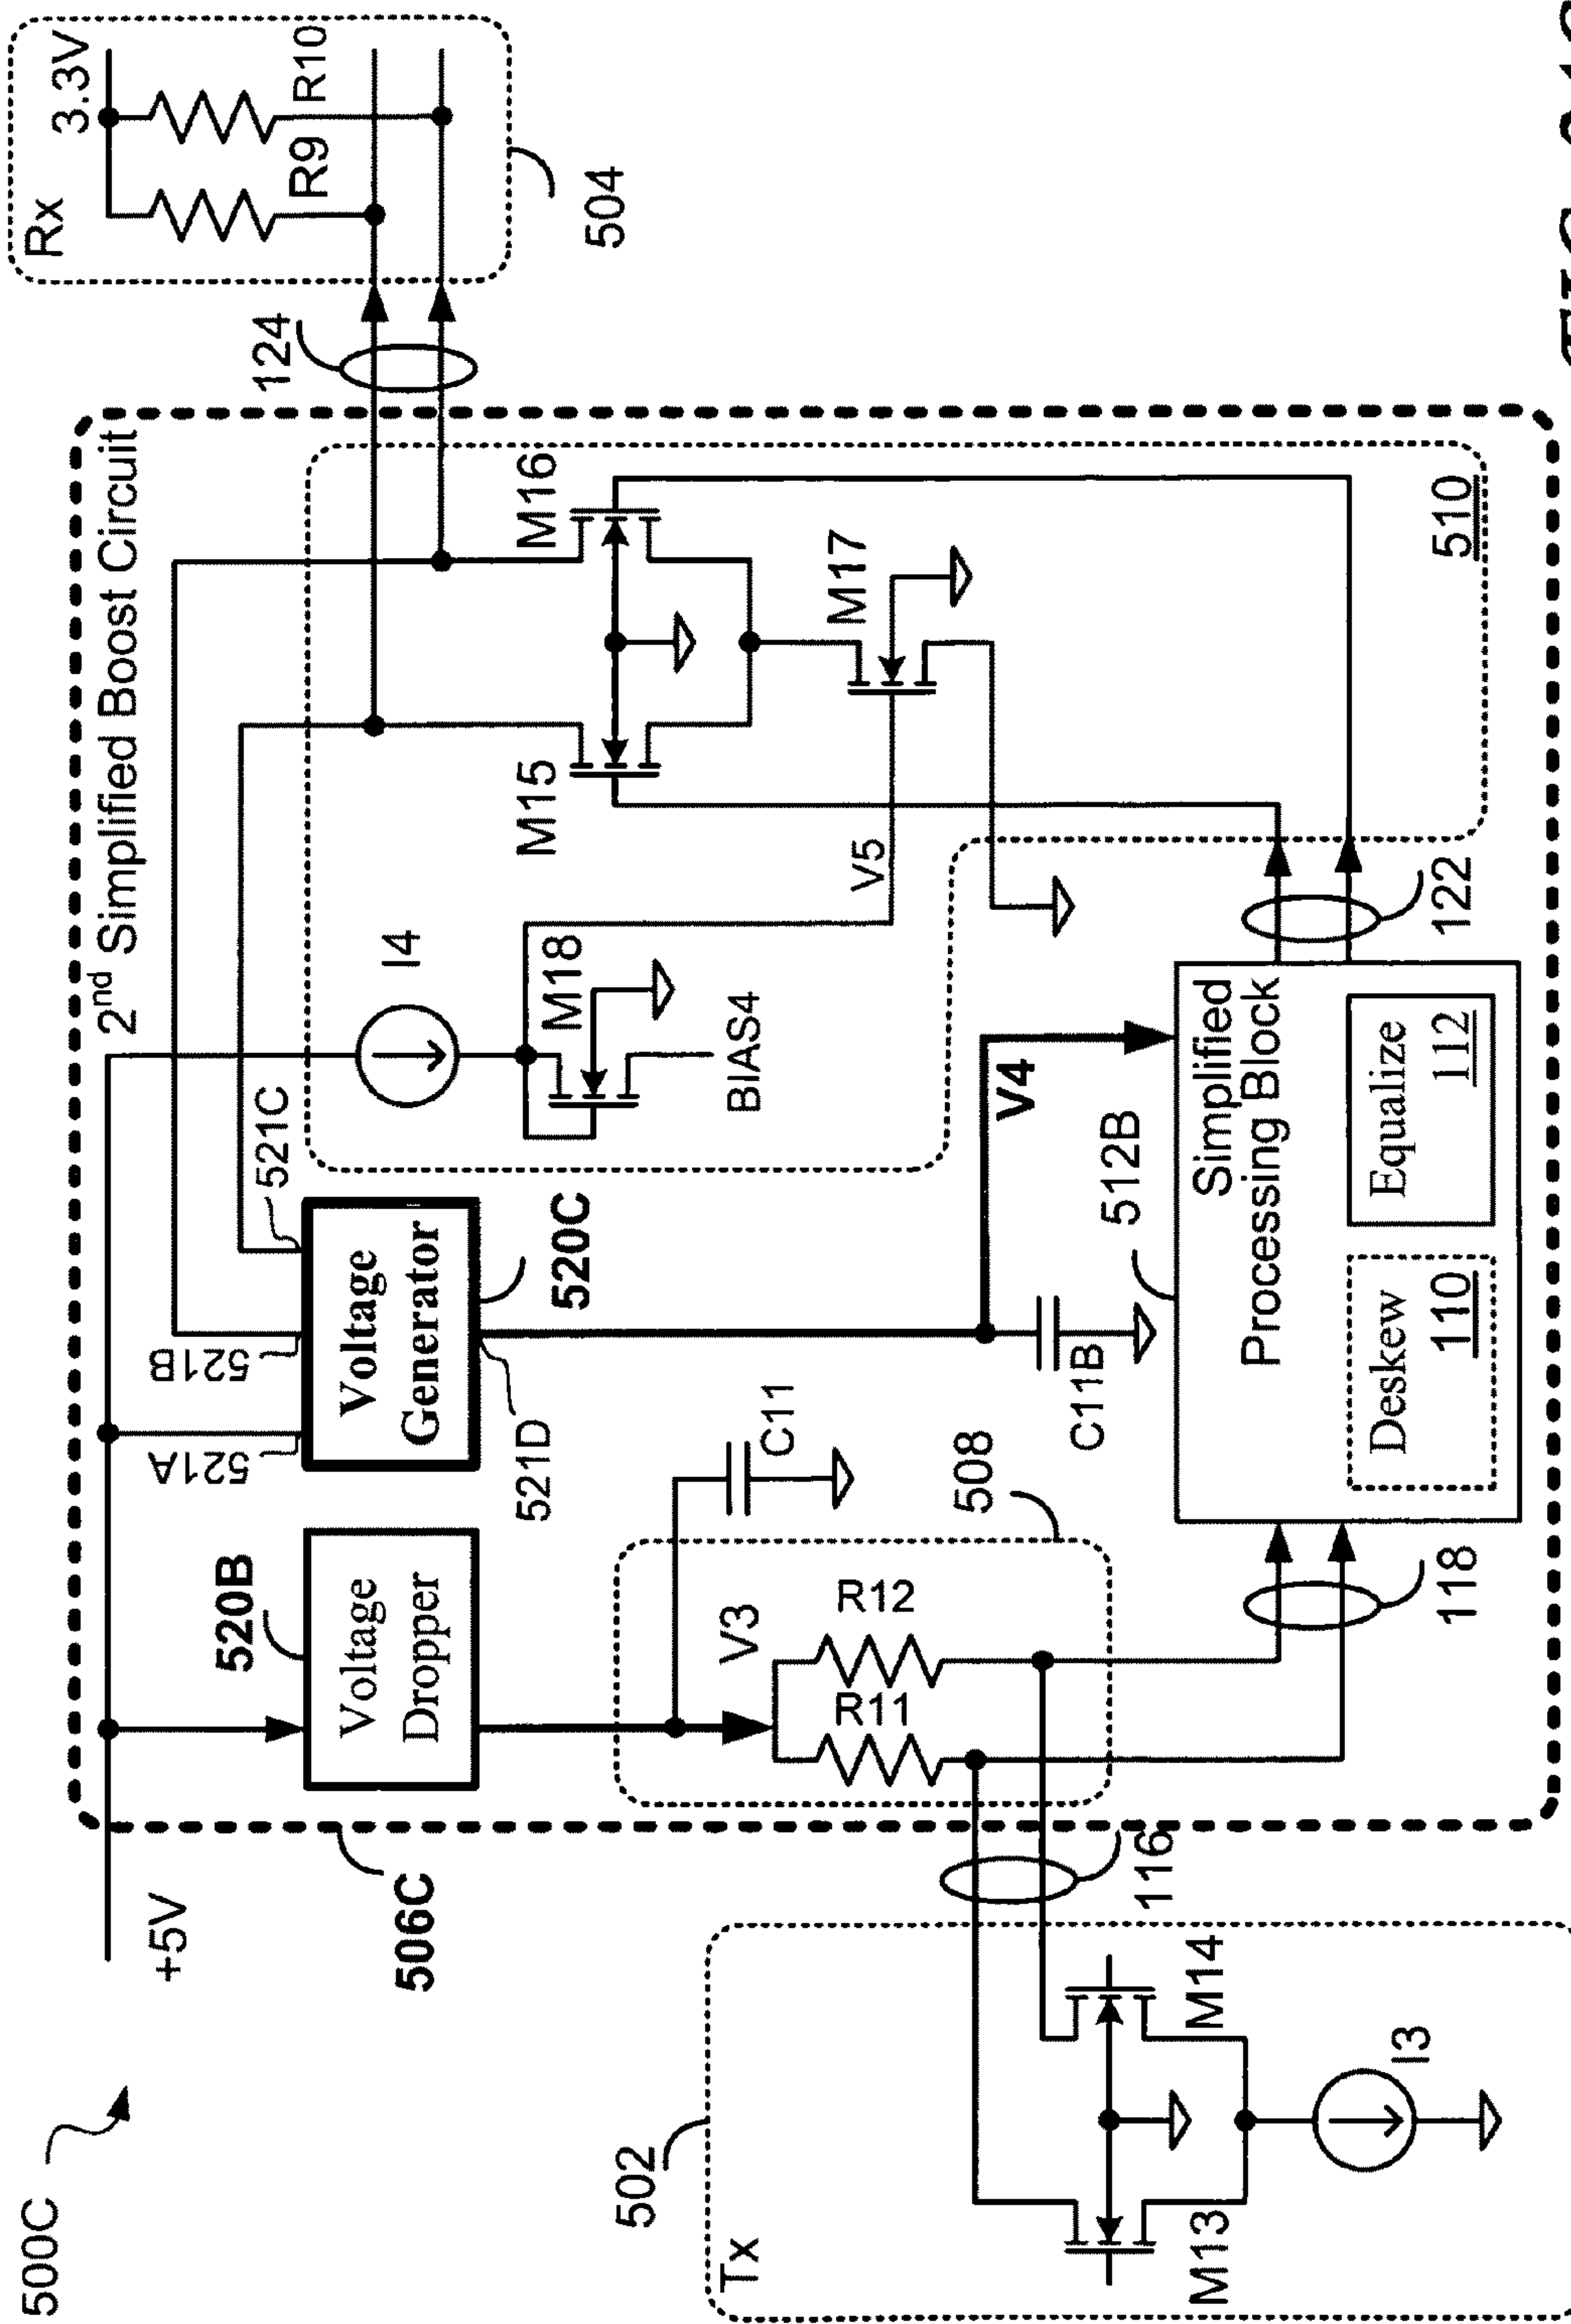 500C
+5V
506C
2nd Simplified Boost Circuit
520B
Voltage
Dropper
521A
521B
521C
Voltage
Generator
520C
521D
I4
M18
BIAS4
V5
M15
M16
M17
510
124
Rx
3.3V
R9
R10
504
C11
V3
R11
R12
508
C11B
V4
512B
Simplified
Processing Block
Deskew
110
Equalize
112
118
122
116
502
Tx
M13
M14
I3